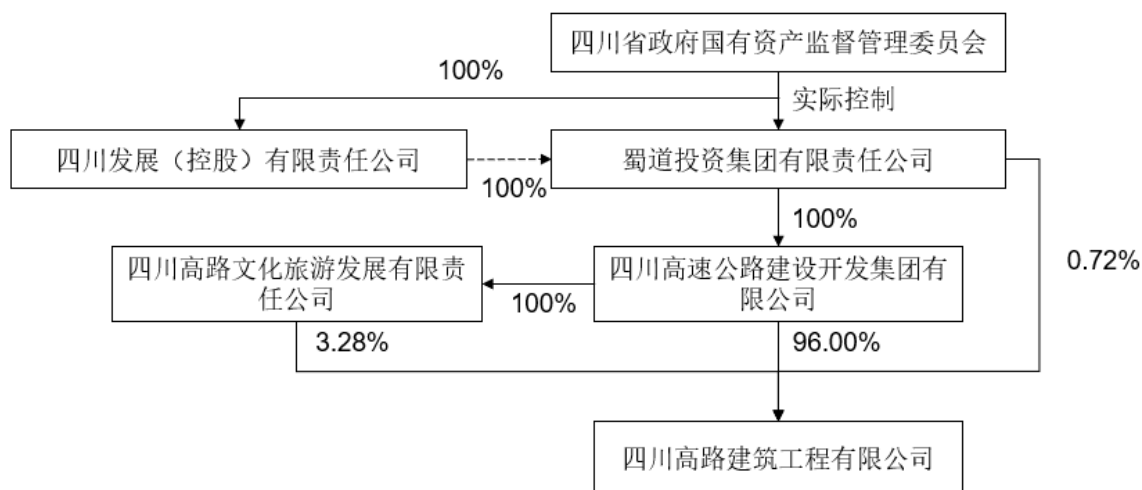 四川省政府国有资产监督管理委员会
100%
实际控制
四川发展（控股）有限责任公司
蜀道投资集团有限责任公司
100%
100%
四川高路文化旅游发展有限责
任公司
四川高速公路建设开发集团有
限公司
0.72%
100%
3.28%
96.00%
四川高路建筑工程有限公司